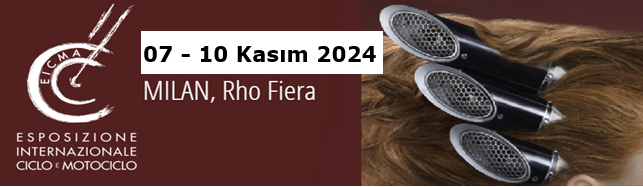 EICMA
07 - 10 Kasım 2024
MILAN, Rho Fiera
ESPOSIZIONE
INTERNAZIONALE
CICLO E MOTOCICLO